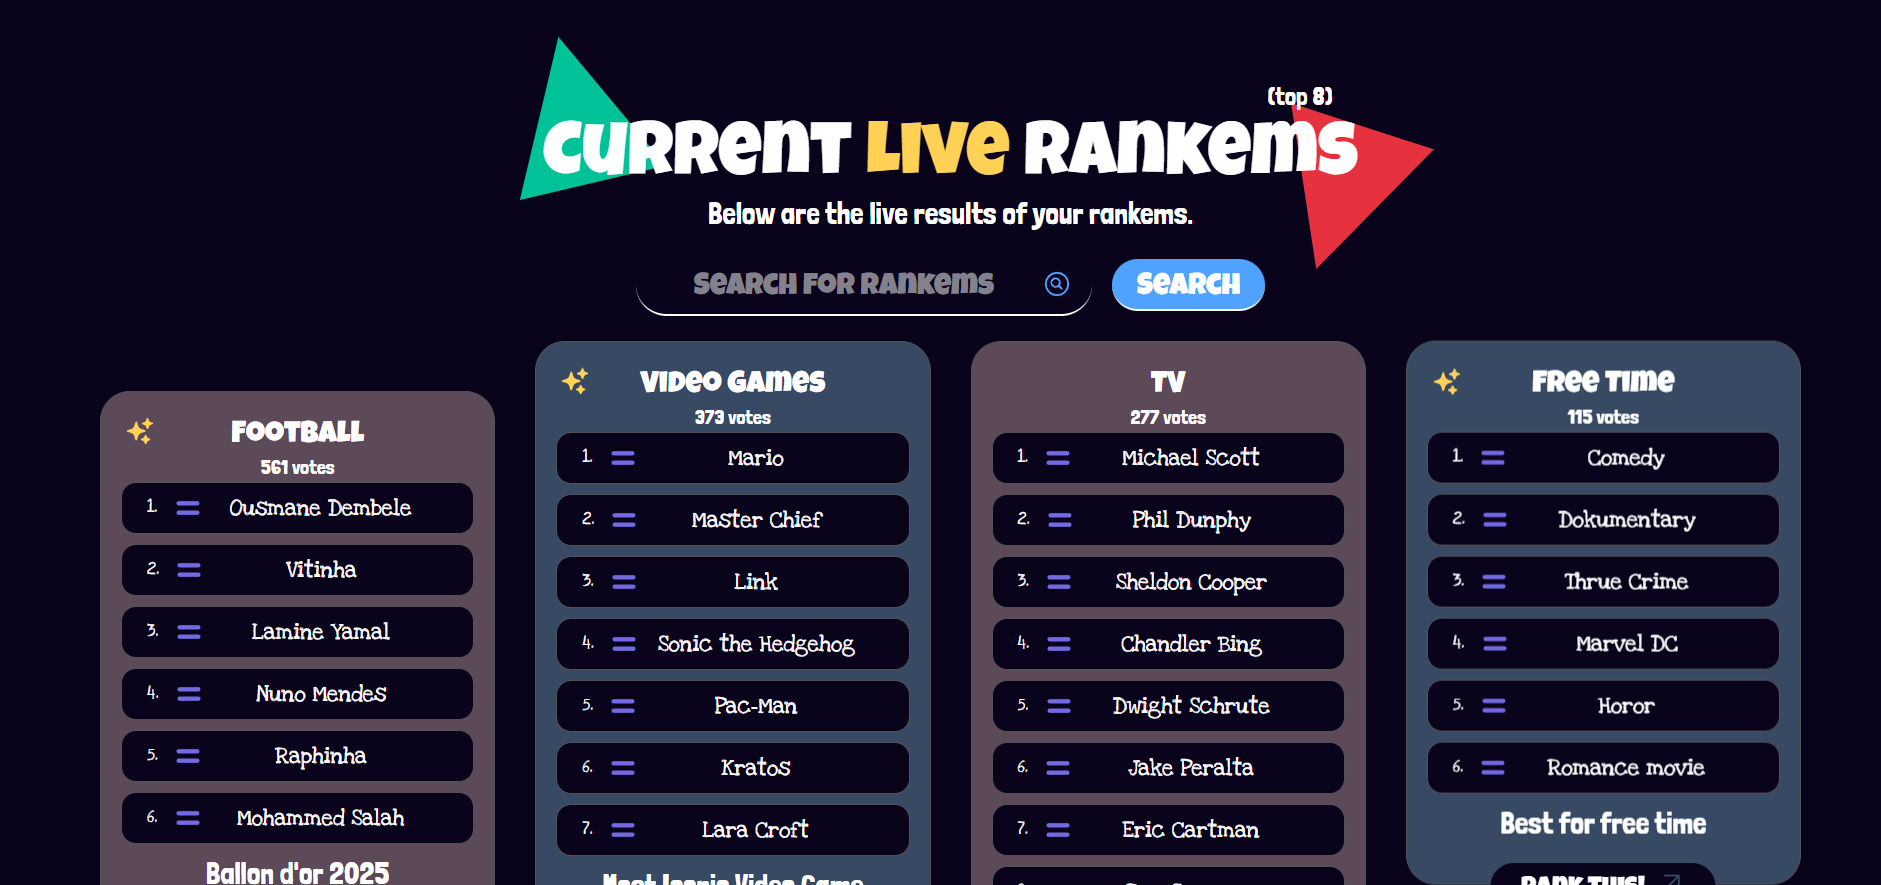 (top 8)
Current Live Rankems
Below are the live results of your rankems.
Search for Rankems
Search
Football
561 votes
1. Ousmane Dembele
2. Vitinha
3. Lamine Yamal
4. Nuno Mendes
5. Raphinha
6. Mohammed Salah
Ballon d'or 2025
Video Games
373 votes
1. Mario
2. Master Chief
3. Link
4. Sonic the Hedgehog
5. Pac-Man
6. Kratos
7. Lara Croft
Most Iconic Video Game
TV
277 votes
1. Michael Scott
2. Phil Dunphy
3. Sheldon Cooper
4. Chandler Bing
5. Dwight Schrute
6. Jake Peralta
7. Eric Cartman
Free Time
115 votes
1. Comedy
2. Dokumentary
3. Thrue Crime
4. Marvel DC
5. Horor
6. Romance movie
Best for free time
Rank This!